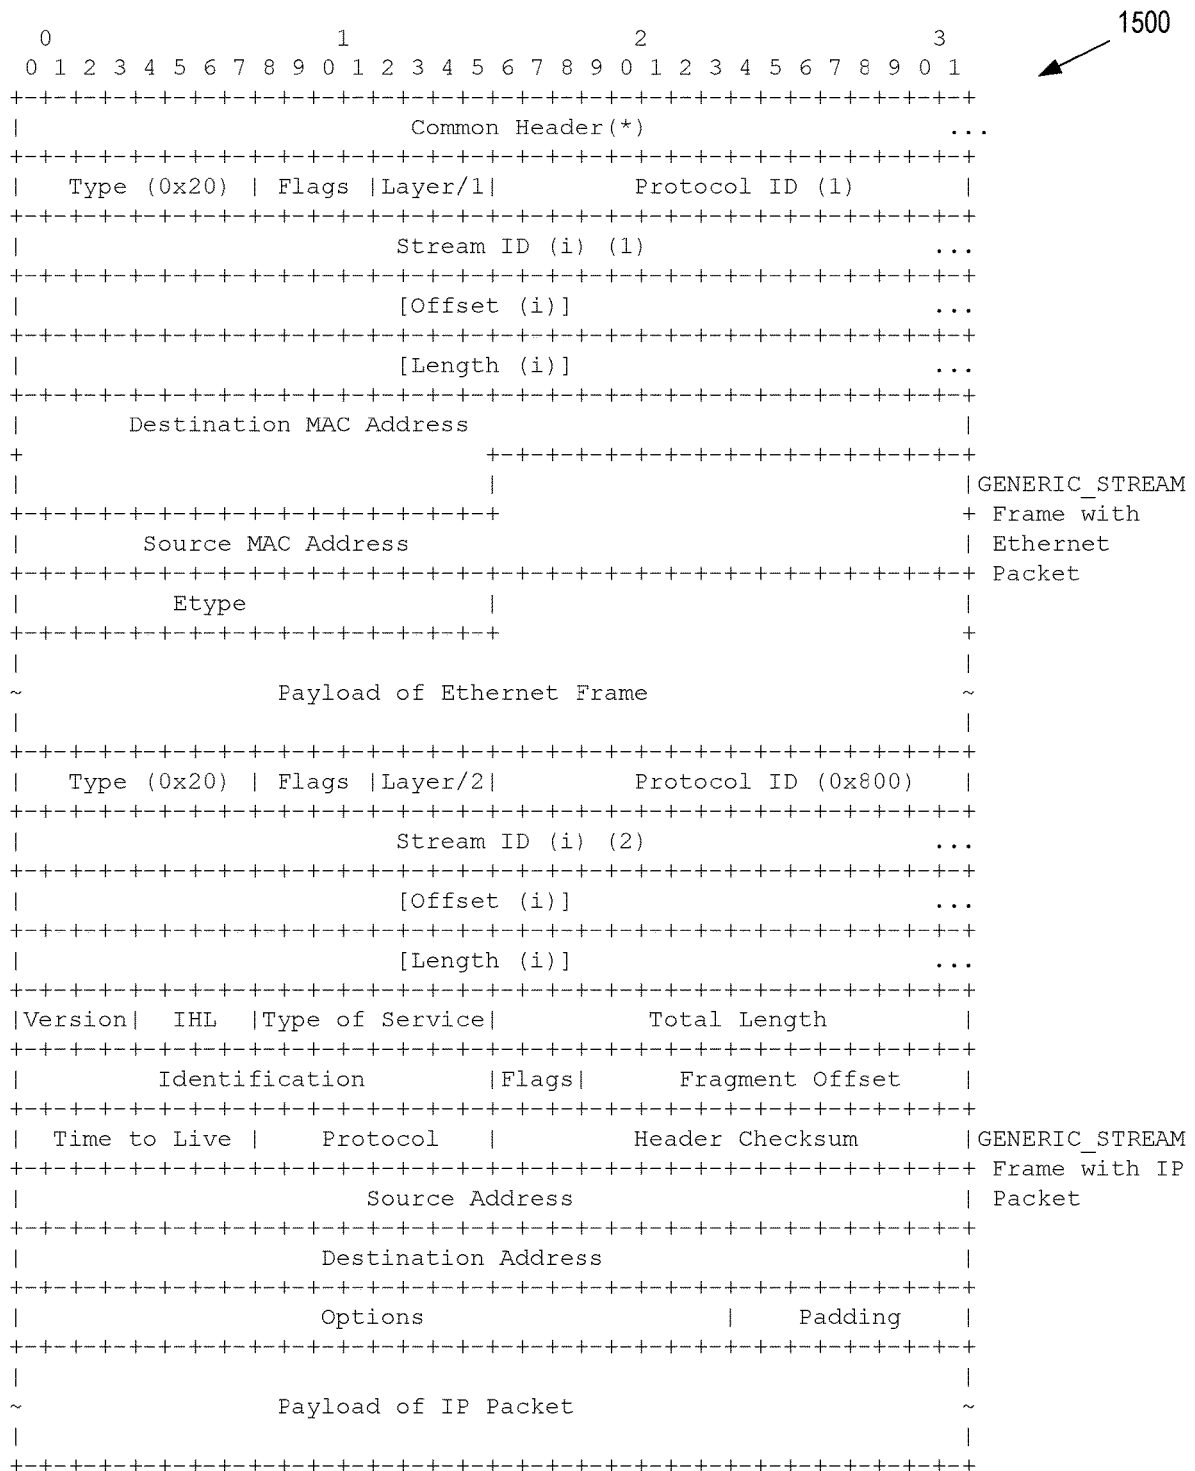 1500
0 1 2 3
0 1 2 3 4 5 6 7 8 9 0 1 2 3 4 5 6 7 8 9 0 1 2 3 4 5 6 7 8 9 0 1
+-+-+-+-+-+-+-+-+-+-+-+-+-+-+-+-+-+-+-+-+-+-+-+-+-+-+-+-+-+-+-+-+
| Common Header(*) ...
+-+-+-+-+-+-+-+-+-+-+-+-+-+-+-+-+-+-+-+-+-+-+-+-+-+-+-+-+-+-+-+-+
| Type (0x20) | Flags |Layer/1| Protocol ID (1) |
+-+-+-+-+-+-+-+-+-+-+-+-+-+-+-+-+-+-+-+-+-+-+-+-+-+-+-+-+-+-+-+-+
| Stream ID (i) (1) ...
+-+-+-+-+-+-+-+-+-+-+-+-+-+-+-+-+-+-+-+-+-+-+-+-+-+-+-+-+-+-+-+-+
| [Offset (i)] ...
+-+-+-+-+-+-+-+-+-+-+-+-+-+-+-+-+-+-+-+-+-+-+-+-+-+-+-+-+-+-+-+-+
| [Length (i)] ...
+-+-+-+-+-+-+-+-+-+-+-+-+-+-+-+-+-+-+-+-+-+-+-+-+-+-+-+-+-+-+-+-+
| Destination MAC Address |
+ +-+-+-+-+-+-+-+-+-+-+-+-+-+-+-+-+
| | |GENERIC_STREAM
+-+-+-+-+-+-+-+-+-+-+-+-+-+-+-+-+ + Frame with
| Source MAC Address | Ethernet
+-+-+-+-+-+-+-+-+-+-+-+-+-+-+-+-+-+-+-+-+-+-+-+-+-+-+-+-+-+-+-+-+ Packet
| Etype | |
+-+-+-+-+-+-+-+-+-+-+-+-+-+-+-+-+ +
| |
~ Payload of Ethernet Frame ~
| |
+-+-+-+-+-+-+-+-+-+-+-+-+-+-+-+-+-+-+-+-+-+-+-+-+-+-+-+-+-+-+-+-+
| Type (0x20) | Flags |Layer/2| Protocol ID (0x800) |
+-+-+-+-+-+-+-+-+-+-+-+-+-+-+-+-+-+-+-+-+-+-+-+-+-+-+-+-+-+-+-+-+
| Stream ID (i) (2) ...
+-+-+-+-+-+-+-+-+-+-+-+-+-+-+-+-+-+-+-+-+-+-+-+-+-+-+-+-+-+-+-+-+
| [Offset (i)] ...
+-+-+-+-+-+-+-+-+-+-+-+-+-+-+-+-+-+-+-+-+-+-+-+-+-+-+-+-+-+-+-+-+
| [Length (i)] ...
+-+-+-+-+-+-+-+-+-+-+-+-+-+-+-+-+-+-+-+-+-+-+-+-+-+-+-+-+-+-+-+-+
|Version| IHL |Type of Service| Total Length |
+-+-+-+-+-+-+-+-+-+-+-+-+-+-+-+-+-+-+-+-+-+-+-+-+-+-+-+-+-+-+-+-+
| Identification |Flags| Fragment Offset |
+-+-+-+-+-+-+-+-+-+-+-+-+-+-+-+-+-+-+-+-+-+-+-+-+-+-+-+-+-+-+-+-+
| Time to Live | Protocol | Header Checksum |GENERIC_STREAM
+-+-+-+-+-+-+-+-+-+-+-+-+-+-+-+-+-+-+-+-+-+-+-+-+-+-+-+-+-+-+-+-+ Frame with IP
| Source Address | Packet
+-+-+-+-+-+-+-+-+-+-+-+-+-+-+-+-+-+-+-+-+-+-+-+-+-+-+-+-+-+-+-+-+
| Destination Address |
+-+-+-+-+-+-+-+-+-+-+-+-+-+-+-+-+-+-+-+-+-+-+-+-+-+-+-+-+-+-+-+-+
| Options | Padding |
+-+-+-+-+-+-+-+-+-+-+-+-+-+-+-+-+-+-+-+-+-+-+-+-+-+-+-+-+-+-+-+-+
| |
~ Payload of IP Packet ~
| |
+-+-+-+-+-+-+-+-+-+-+-+-+-+-+-+-+-+-+-+-+-+-+-+-+-+-+-+-+-+-+-+-+